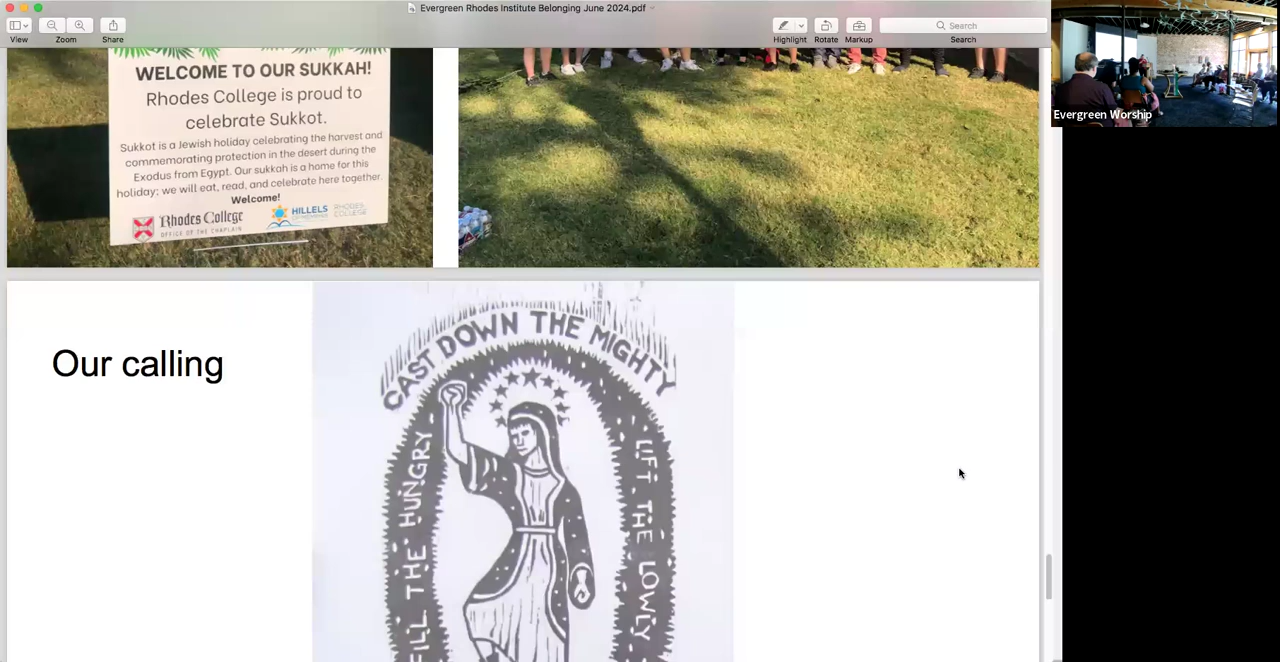 Evergreen Rhodes Institute Belonging June 2024.pdf
View
Zoom
Share
Highlight
Rotate
Markup
Search
Search
Evergreen Worship
WELCOME TO OUR SUKKAH!
Rhodes College is proud to
celebrate Sukkot.
Sukkot is a Jewish holiday celebrating the harvest and
commemorating protection in the desert during the
Exodus from Egypt. Our sukkah is a home for this
holiday; we will eat, read, and celebrate here together.
Welcome!
Rhodes College
OFFICE OF THE CHAPLAIN
HILLELS
RHODES
COLLEGE
Our calling
CAST DOWN THE MIGHTY
FILL THE HUNGRY
LIFT THE LOWLY